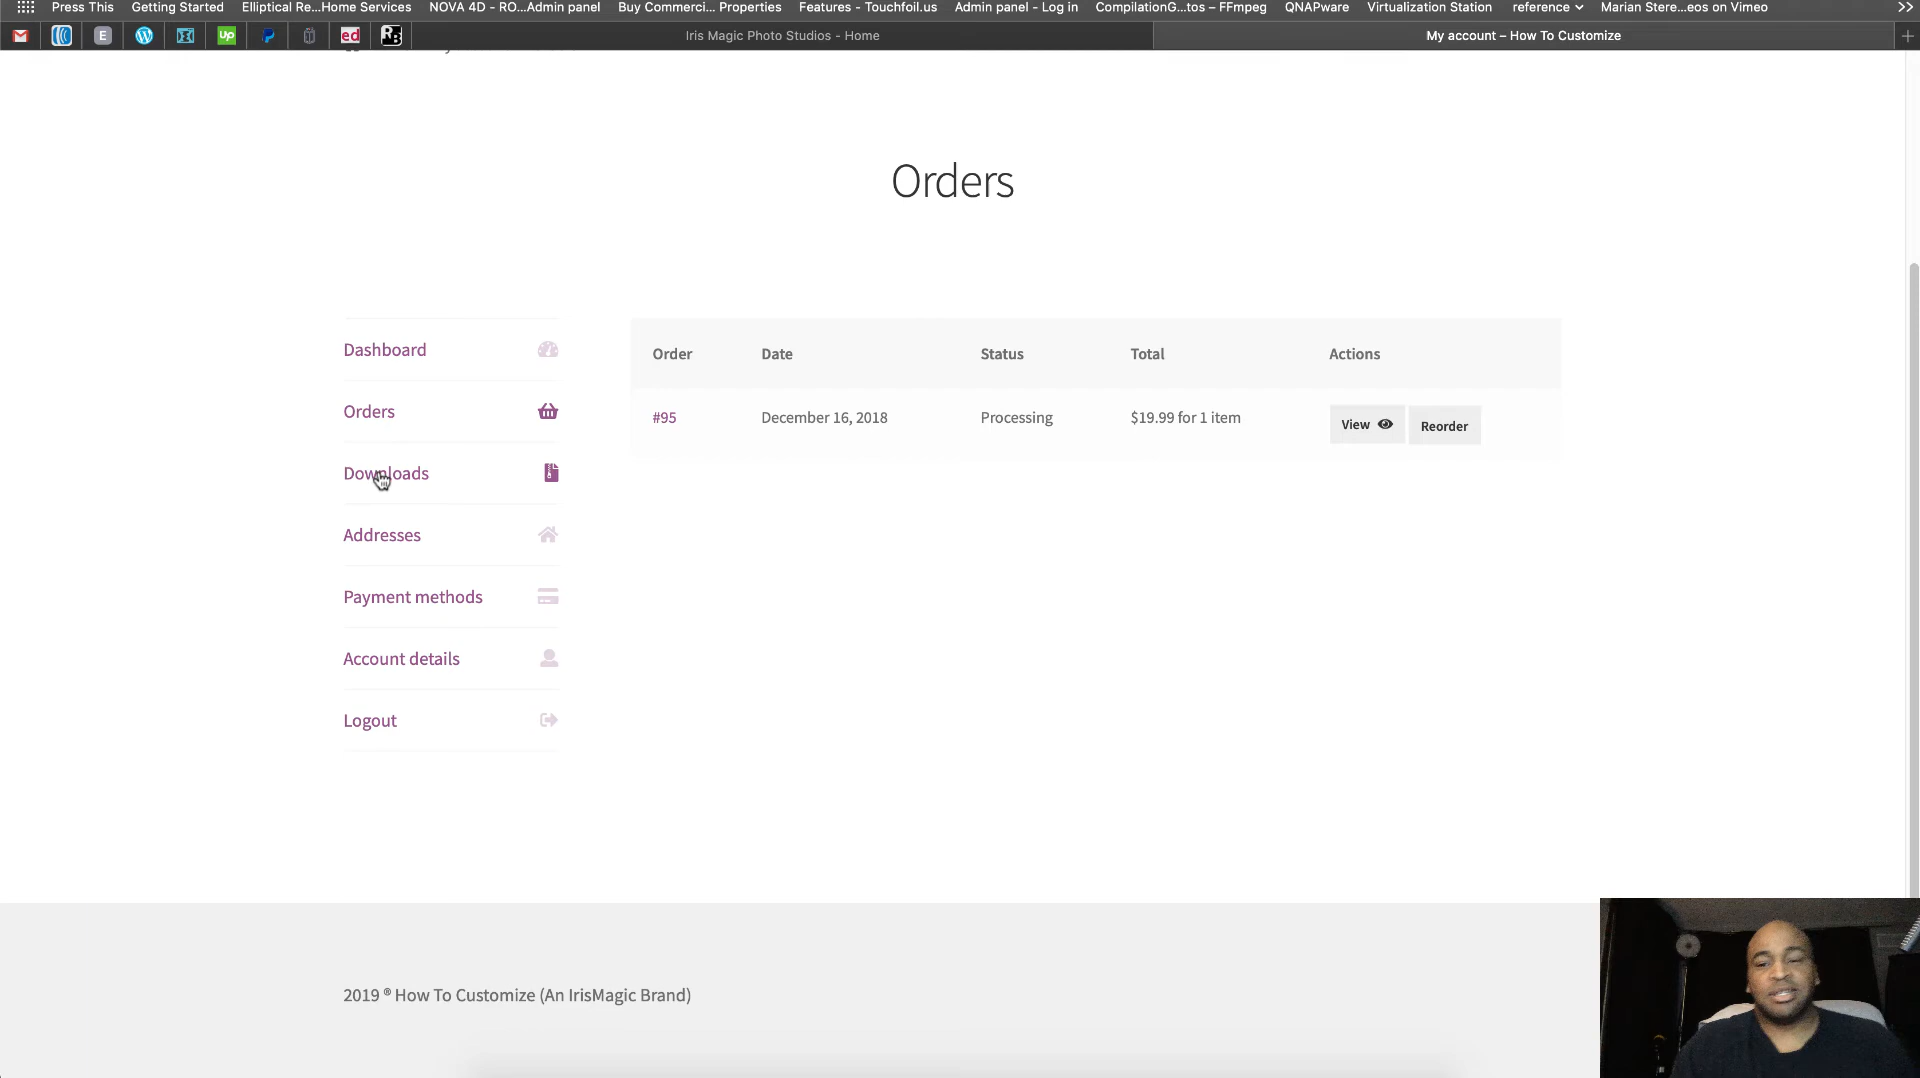 Press This
Getting Started
Elliptical Re...Home Services
NOVA 4D - RO...Admin panel
Buy Commerci... Properties
Features - Touchfoil.us
Admin panel - Log in
CompilationG...tos – FFmpeg
QNAPware
Virtualization Station
reference
Marian Stere...eos on Vimeo
E
Up
ed
Iris Magic Photo Studios - Home
My account – How To Customize
Orders
Dashboard
Orders
Downloads
Addresses
Payment methods
Account details
Logout
Order Date Status Total Actions
#95 December 16, 2018 Processing $19.99 for 1 item View Reorder
2019 ® How To Customize (An IrisMagic Brand)